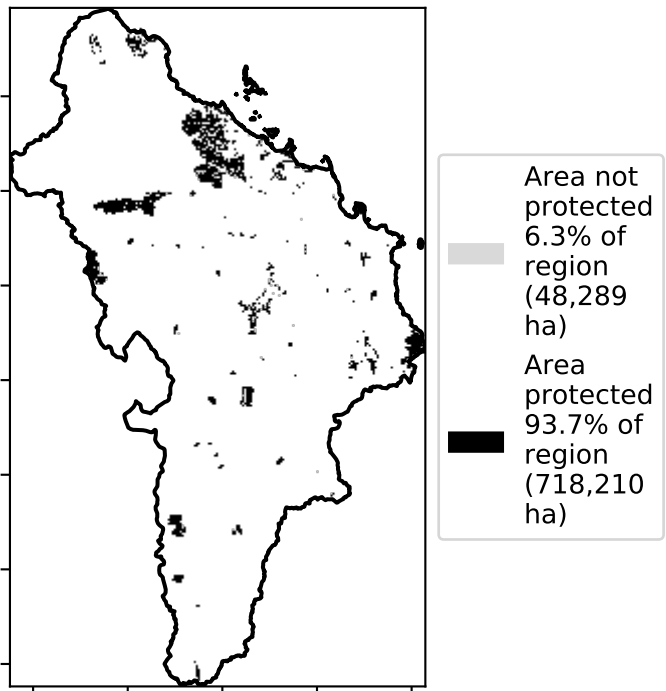 Area not
protected
6.3% of
region
(48,289
ha)
Area
protected
93.7% of
region
(718,210
ha)